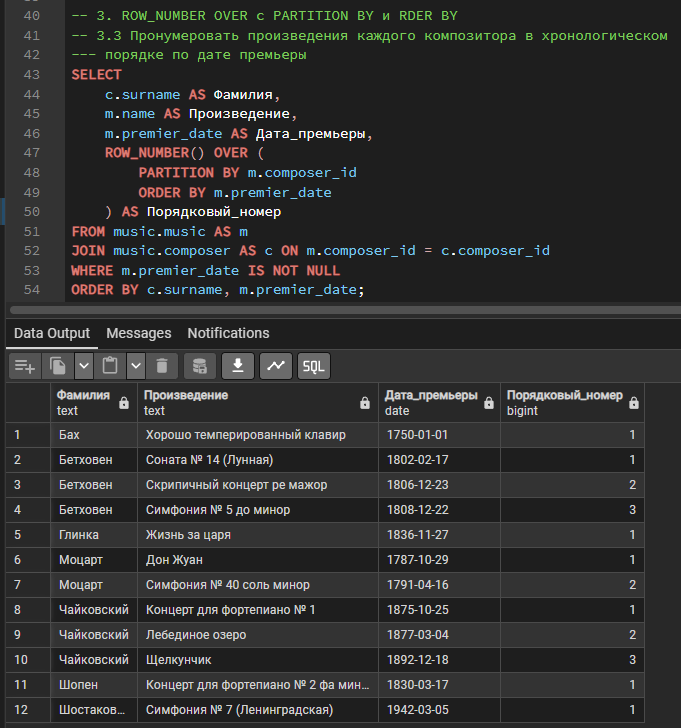 40 -- 3. ROW_NUMBER OVER с PARTITION BY и RDER BY
41 -- 3.3 Пронумеровать произведения каждого композитора в хронологическом
42 --- порядке по дате премьеры
43 SELECT
44 c.surname AS Фамилия,
45 m.name AS Произведение,
46 m.premier_date AS Дата_премьеры,
47 ROW_NUMBER() OVER (
48 PARTITION BY m.composer_id
49 ORDER BY m.premier_date
50 ) AS Порядковый_номер
51 FROM music.music AS m
52 JOIN music.composer AS c ON m.composer_id = c.composer_id
53 WHERE m.premier_date IS NOT NULL
54 ORDER BY c.surname, m.premier_date;
Data Output Messages Notifications
SQL
Фамилия Произведение Дата_премьеры Порядковый_номер
text text date bigint
1 Бах Хорошо темперированный клавир 1750-01-01 1
2 Бетховен Соната № 14 (Лунная) 1802-02-17 1
3 Бетховен Скрипичный концерт ре мажор 1806-12-23 2
4 Бетховен Симфония № 5 до минор 1808-12-22 3
5 Глинка Жизнь за царя 1836-11-27 1
6 Моцарт Дон Жуан 1787-10-29 1
7 Моцарт Симфония № 40 соль минор 1791-04-16 2
8 Чайковский Концерт для фортепиано № 1 1875-10-25 1
9 Чайковский Лебединое озеро 1877-03-04 2
10 Чайковский Щелкунчик 1892-12-18 3
11 Шопен Концерт для фортепиано № 2 фа мин… 1830-03-17 1
12 Шостаков… Симфония № 7 (Ленинградская) 1942-03-05 1